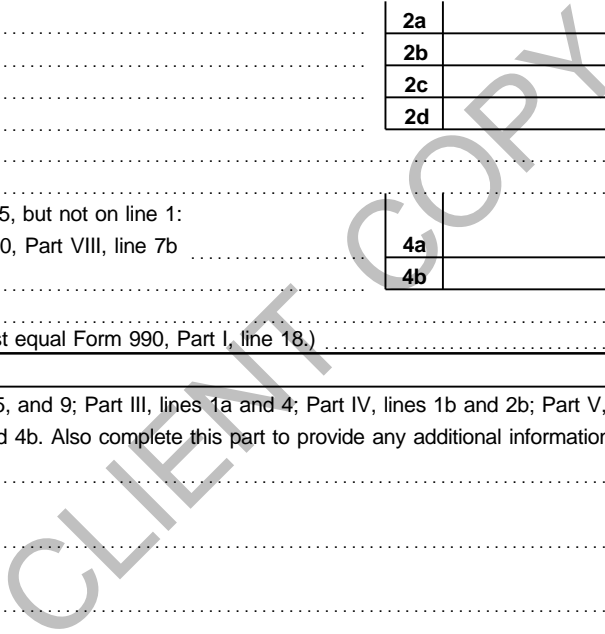 2a
2b
2c
2d
5, but not on line 1:
0, Part VIII, line 7b 4a
4b
st equal Form 990, Part I, line 18.)
5, and 9; Part III, lines 1a and 4; Part IV, lines 1b and 2b; Part V,
d 4b. Also complete this part to provide any additional information
CLIENT COPY